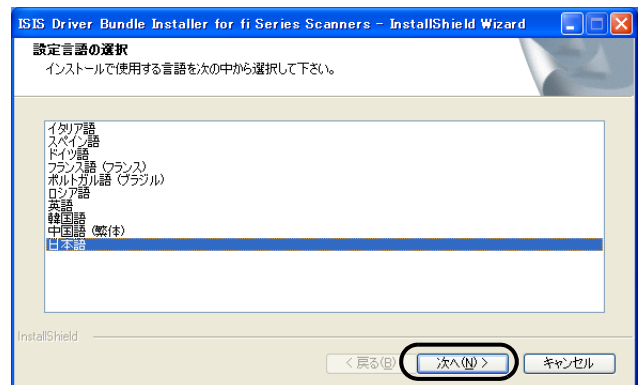 ISIS Driver Bundle Installer for fi Series Scanners - InstallShield Wizard
設定言語の選択
インストールで使用する言語を次の中から選択して下さい。
イタリア語
スペイン語
ドイツ語
フランス語 (フランス)
ポルトガル語 (ブラジル)
ロシア語
英語
韓国語
中国語 (繁体)
日本語
InstallShield
< 戻る(B) 次へ(N) > キャンセル